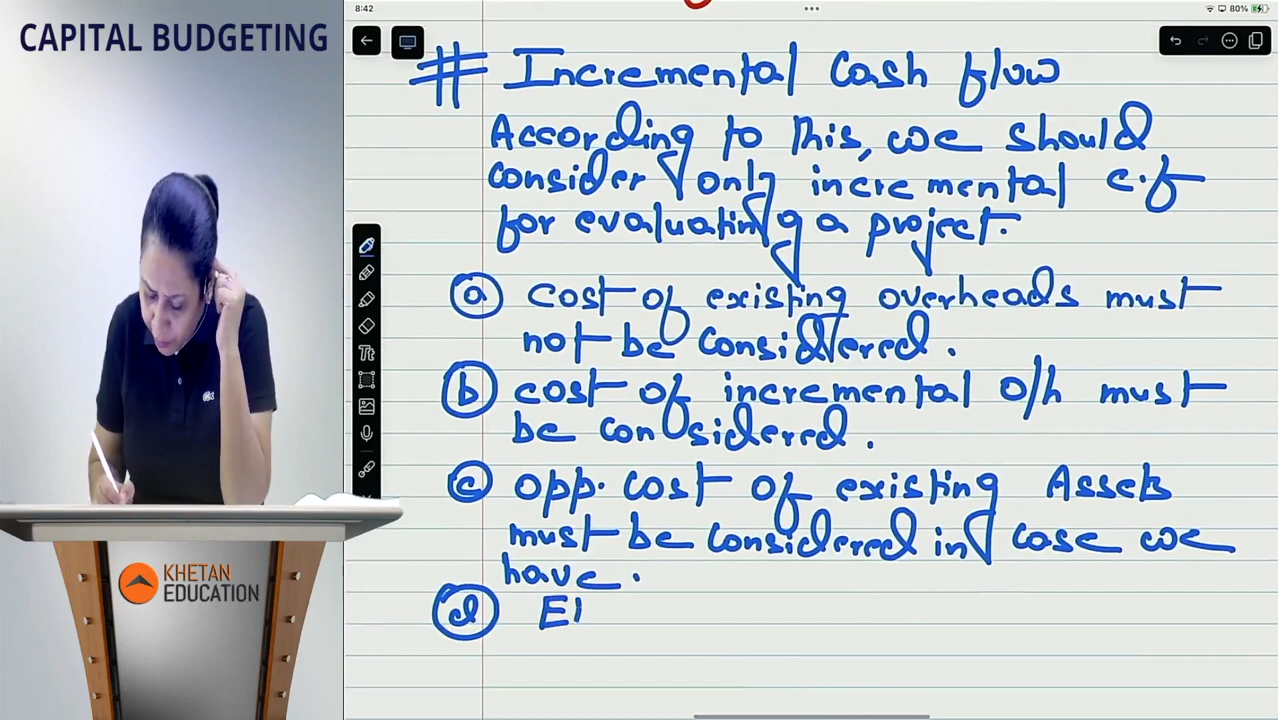 CAPITAL BUDGETING
8:42
80%
# Incremental Cash flow
According to this, we should
consider only incremental c.f
for evaluating a project.
(a) cost of existing overheads must
not be considered.
(b) cost of incremental o/h must
be considered.
(c) opp. cost of existing Assets
must be considered in case we
have.
(d) El
Tt
KHETAN
EDUCATION